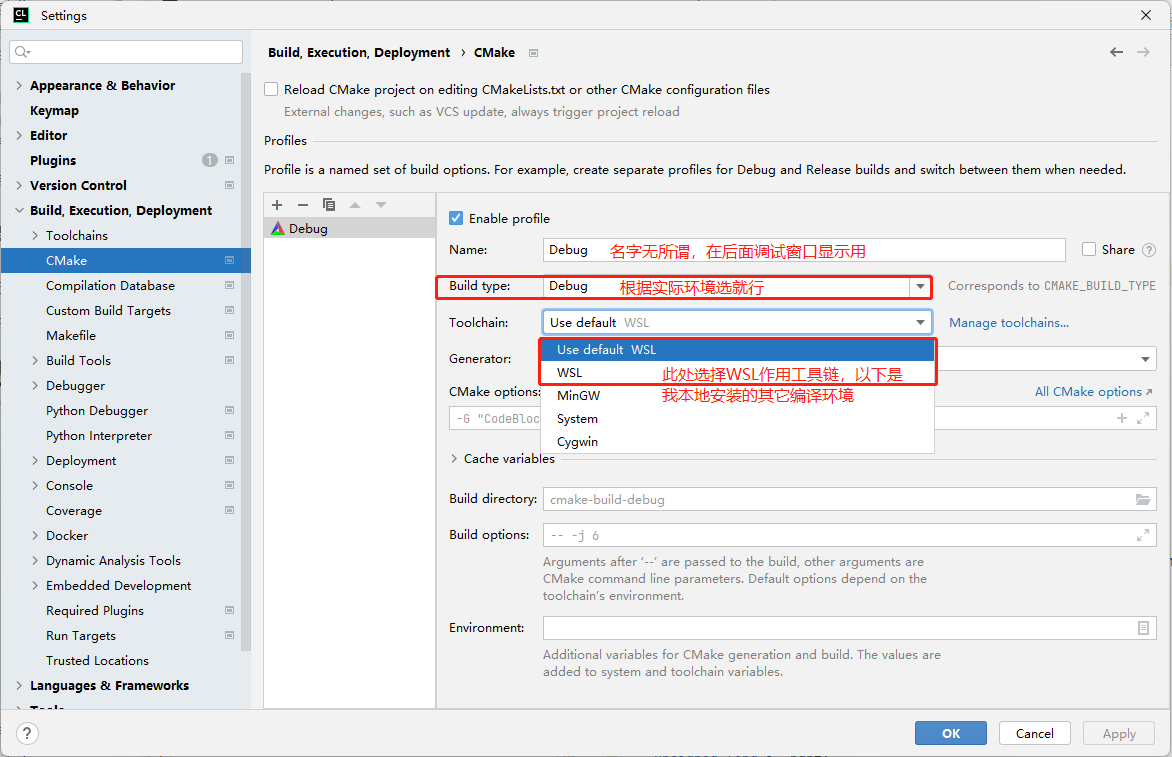 CL Settings
Build, Execution, Deployment › CMake
Appearance & Behavior
Keymap
Editor
Plugins 1
Version Control
Build, Execution, Deployment
Toolchains
CMake
Compilation Database
Custom Build Targets
Makefile
Build Tools
Debugger
Python Debugger
Python Interpreter
Deployment
Console
Coverage
Docker
Dynamic Analysis Tools
Embedded Development
Required Plugins
Run Targets
Trusted Locations
Languages & Frameworks
Tools
Reload CMake project on editing CMakeLists.txt or other CMake configuration files
External changes, such as VCS update, always trigger project reload
Profiles
Profile is a named set of build options. For example, create separate profiles for Debug and Release builds and switch between them when needed.
Debug
Enable profile
Name: Debug 名字无所谓，在后面调试窗口显示用 Share ?
Build type: Debug 根据实际环境选就行 Corresponds to CMAKE_BUILD_TYPE
Toolchain: Use default WSL Manage toolchains...
Use default WSL
Generator:
WSL 此处选择WSL作用工具链，以下是
CMake options: MinGW 我本地安装的其它编译环境 All CMake options ↗
-G "CodeBloc System
Cygwin
Cache variables
Build directory: cmake-build-debug
Build options: -- -j 6
Arguments after ‘--’ are passed to the build, other arguments are
CMake command line parameters. Default options depend on the
toolchain’s environment.
Environment:
Additional variables for CMake generation and build. The values are
added to system and toolchain variables.
? OK Cancel Apply